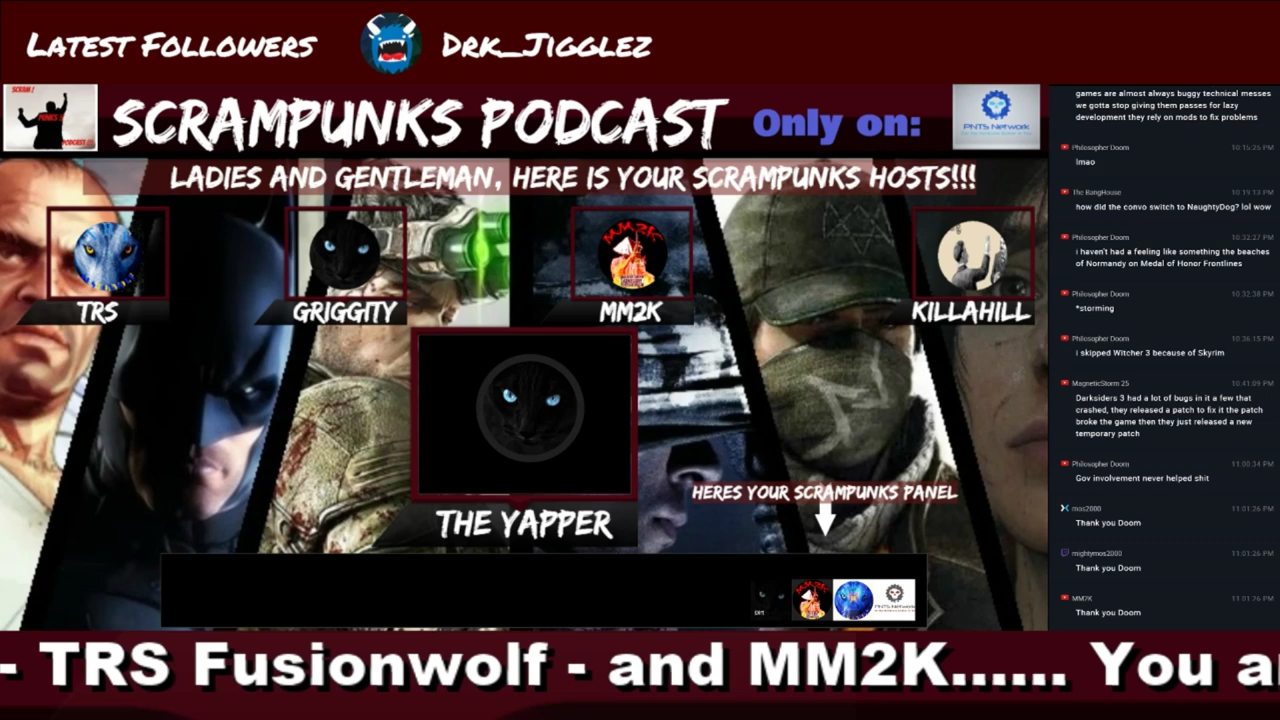 Latest Followers
Drk_Jigglez
SCRAM!
PUNKS
PODCAST
SCRAMPUNKS PODCAST
Only on:
PNTS Network
LADIES AND GENTLEMAN, HERE IS YOUR SCRAMPUNKS HOSTS!!!
TRS
GRIGGITY
MM2K
MM2K
KILLAHILL
THE YAPPER
HERES YOUR SCRAMPUNKS PANEL
MM2K
PNTS Network
games are almost always buggy technical messes
we gotta stop giving them passes for lazy
development they rely on mods to fix problems
Philosopher Doom 10:15:25 PM
lmao
The BangHouse 10:19:13 PM
how did the convo switch to NaughtyDog? lol wow
Philosopher Doom 10:32:27 PM
i haven't had a feeling like something the beaches
of Normandy on Medal of Honor Frontlines
Philosopher Doom 10:32:38 PM
*storming
Philosopher Doom 10:36:15 PM
i skipped Witcher 3 because of Skyrim
MagneticStorm 25 10:41:09 PM
Darksiders 3 had a lot of bugs in it a few that
crashed, they released a patch to fix it the patch
broke the game then they just released a new
temporary patch
Philosopher Doom 11:00:34 PM
Gov involvement never helped shit
mos2000 11:01:26 PM
Thank you Doom
mightymos2000 11:01:26 PM
Thank you Doom
MM2K 11:01:26 PM
Thank you Doom
- TRS Fusionwolf - and MM2K...... You a